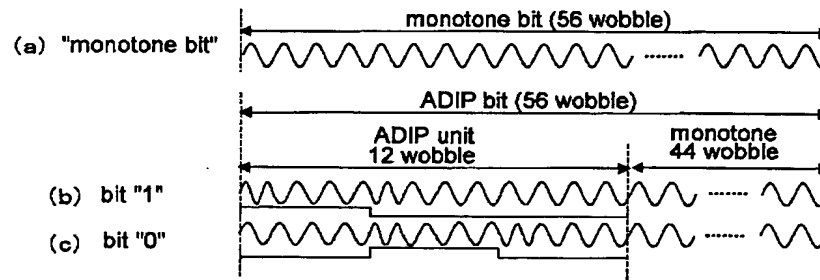 monotone bit (56 wobble)
(a) "monotone bit"
ADIP bit (56 wobble)
ADIP unit
12 wobble
monotone
44 wobble
(b) bit "1"
(c) bit "0"